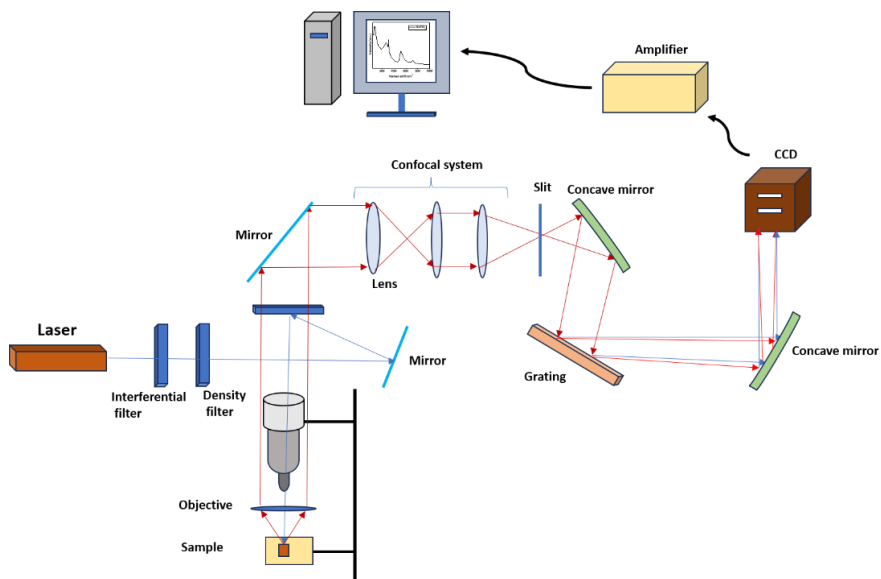 Amplifier
CCD
Confocal system
Slit
Concave mirror
Mirror
Lens
Laser
Interferential
filter
Density
filter
Mirror
Grating
Concave mirror
Objective
Sample